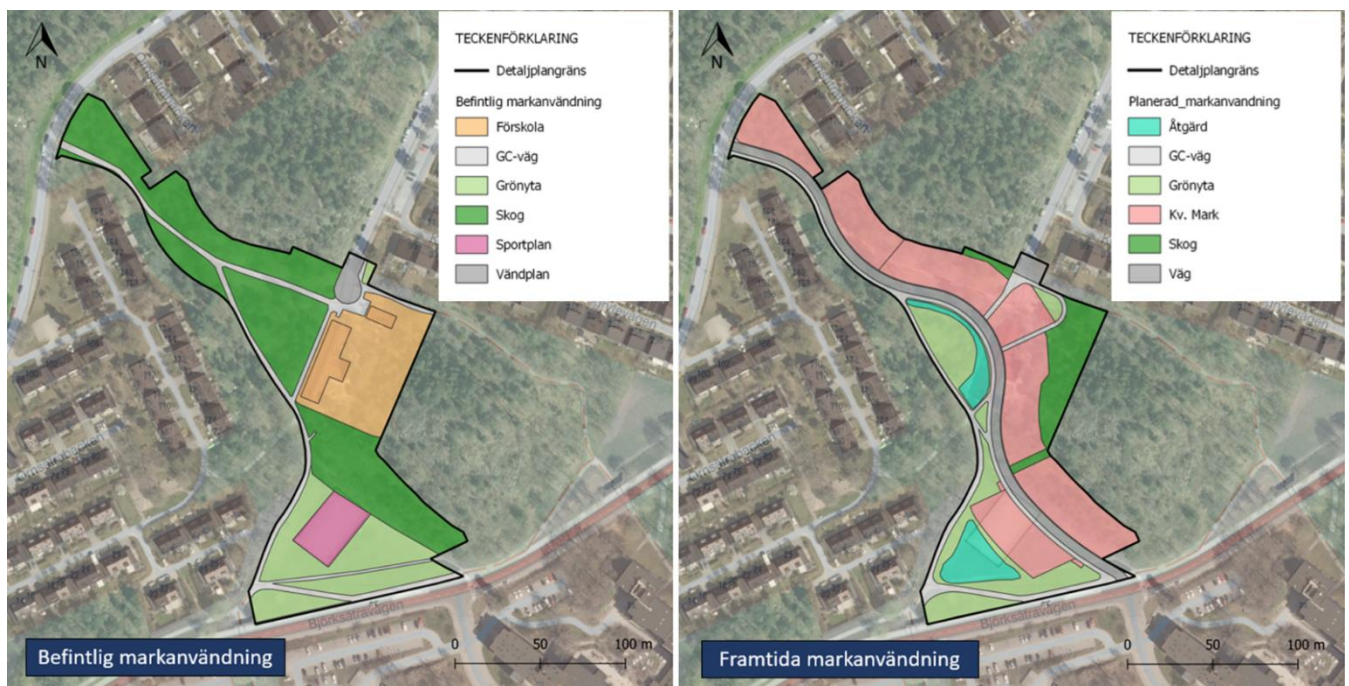 N
TECKENFÖRKLARING
Detaljplangräns
Befintlig markanvändning
Förskola
GC-väg
Grönyta
Skog
Sportplan
Vändplan
Björksätravägen
0 50 100 m
Befintlig markanvändning
N
TECKENFÖRKLARING
Detaljplangräns
Planerad_markanvandning
Åtgärd
GC-väg
Grönyta
Kv. Mark
Skog
Väg
Björksätravägen
0 50 100 m
Framtida markanvändning